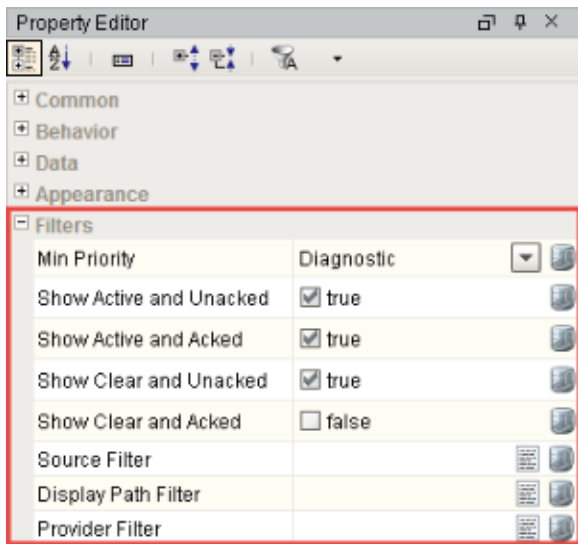 Property Editor
Common
Behavior
Data
Appearance
Filters
Min Priority Diagnostic
Show Active and Unacked true
Show Active and Acked true
Show Clear and Unacked true
Show Clear and Acked false
Source Filter
Display Path Filter
Provider Filter